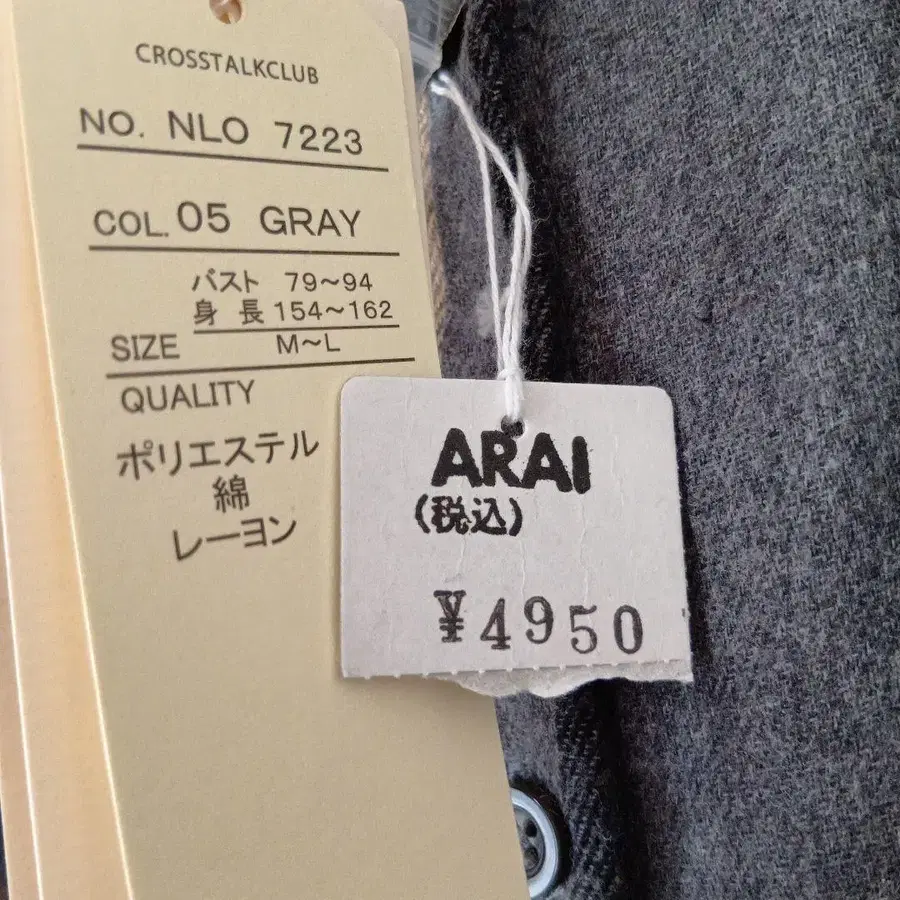 CROSSTALKCLUB
NO. NLO 7223
COL. 05 GRAY
バスト 79～94
身長 154～162
SIZE M～L
QUALITY
ポリエステル
綿
レーヨン
ARAI
(税込)
¥4950